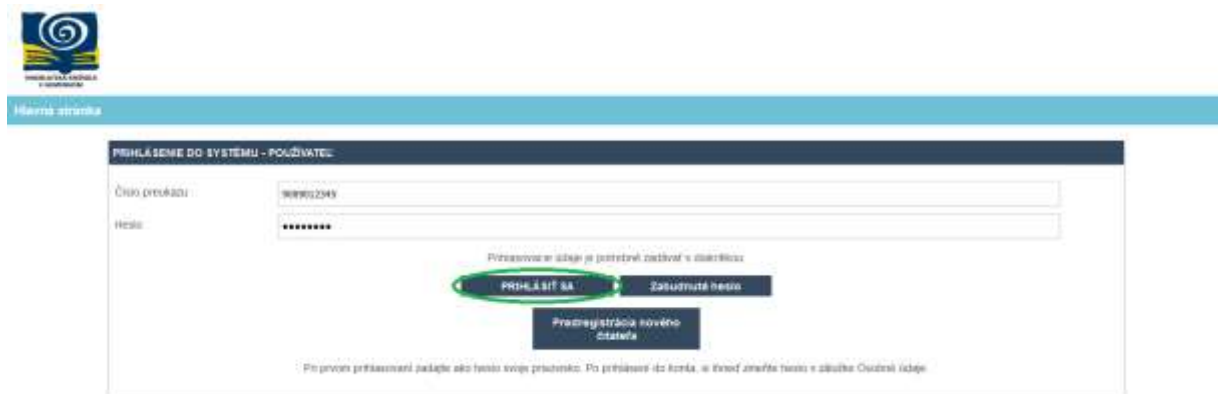 Hlavná stránka
PRIHLÁSENIE DO SYSTÉMU - POUŽÍVATEĽ
Číslo preukazu
9899012345
Heslo
••••••••
Prihlasovacie údaje je potrebné zadávať s diakritikou
PRIHLÁSIŤ SA
Zabudnuté heslo
Predregistrácia nového
čitateľa
Pri prvom prihlasovaní zadajte ako heslo svoje priezvisko. Po prihlásení do konta, si ihneď zmeňte heslo v záložke Osobné údaje.